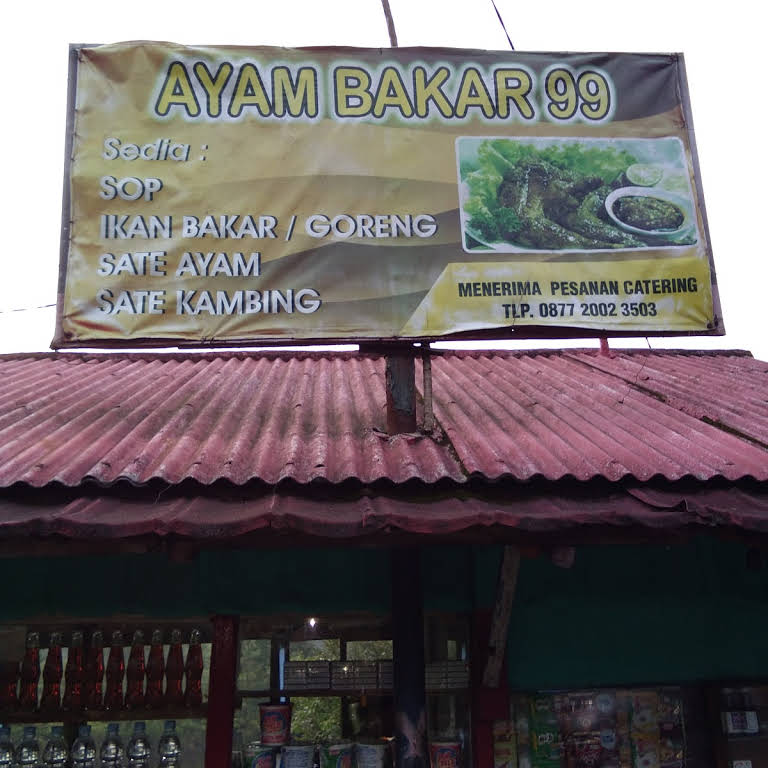 AYAM BAKAR 99
Sedia :
SOP
IKAN BAKAR / GORENG
SATE AYAM
SATE KAMBING
MENERIMA PESANAN CATERING
TLP. 0877 2002 3503